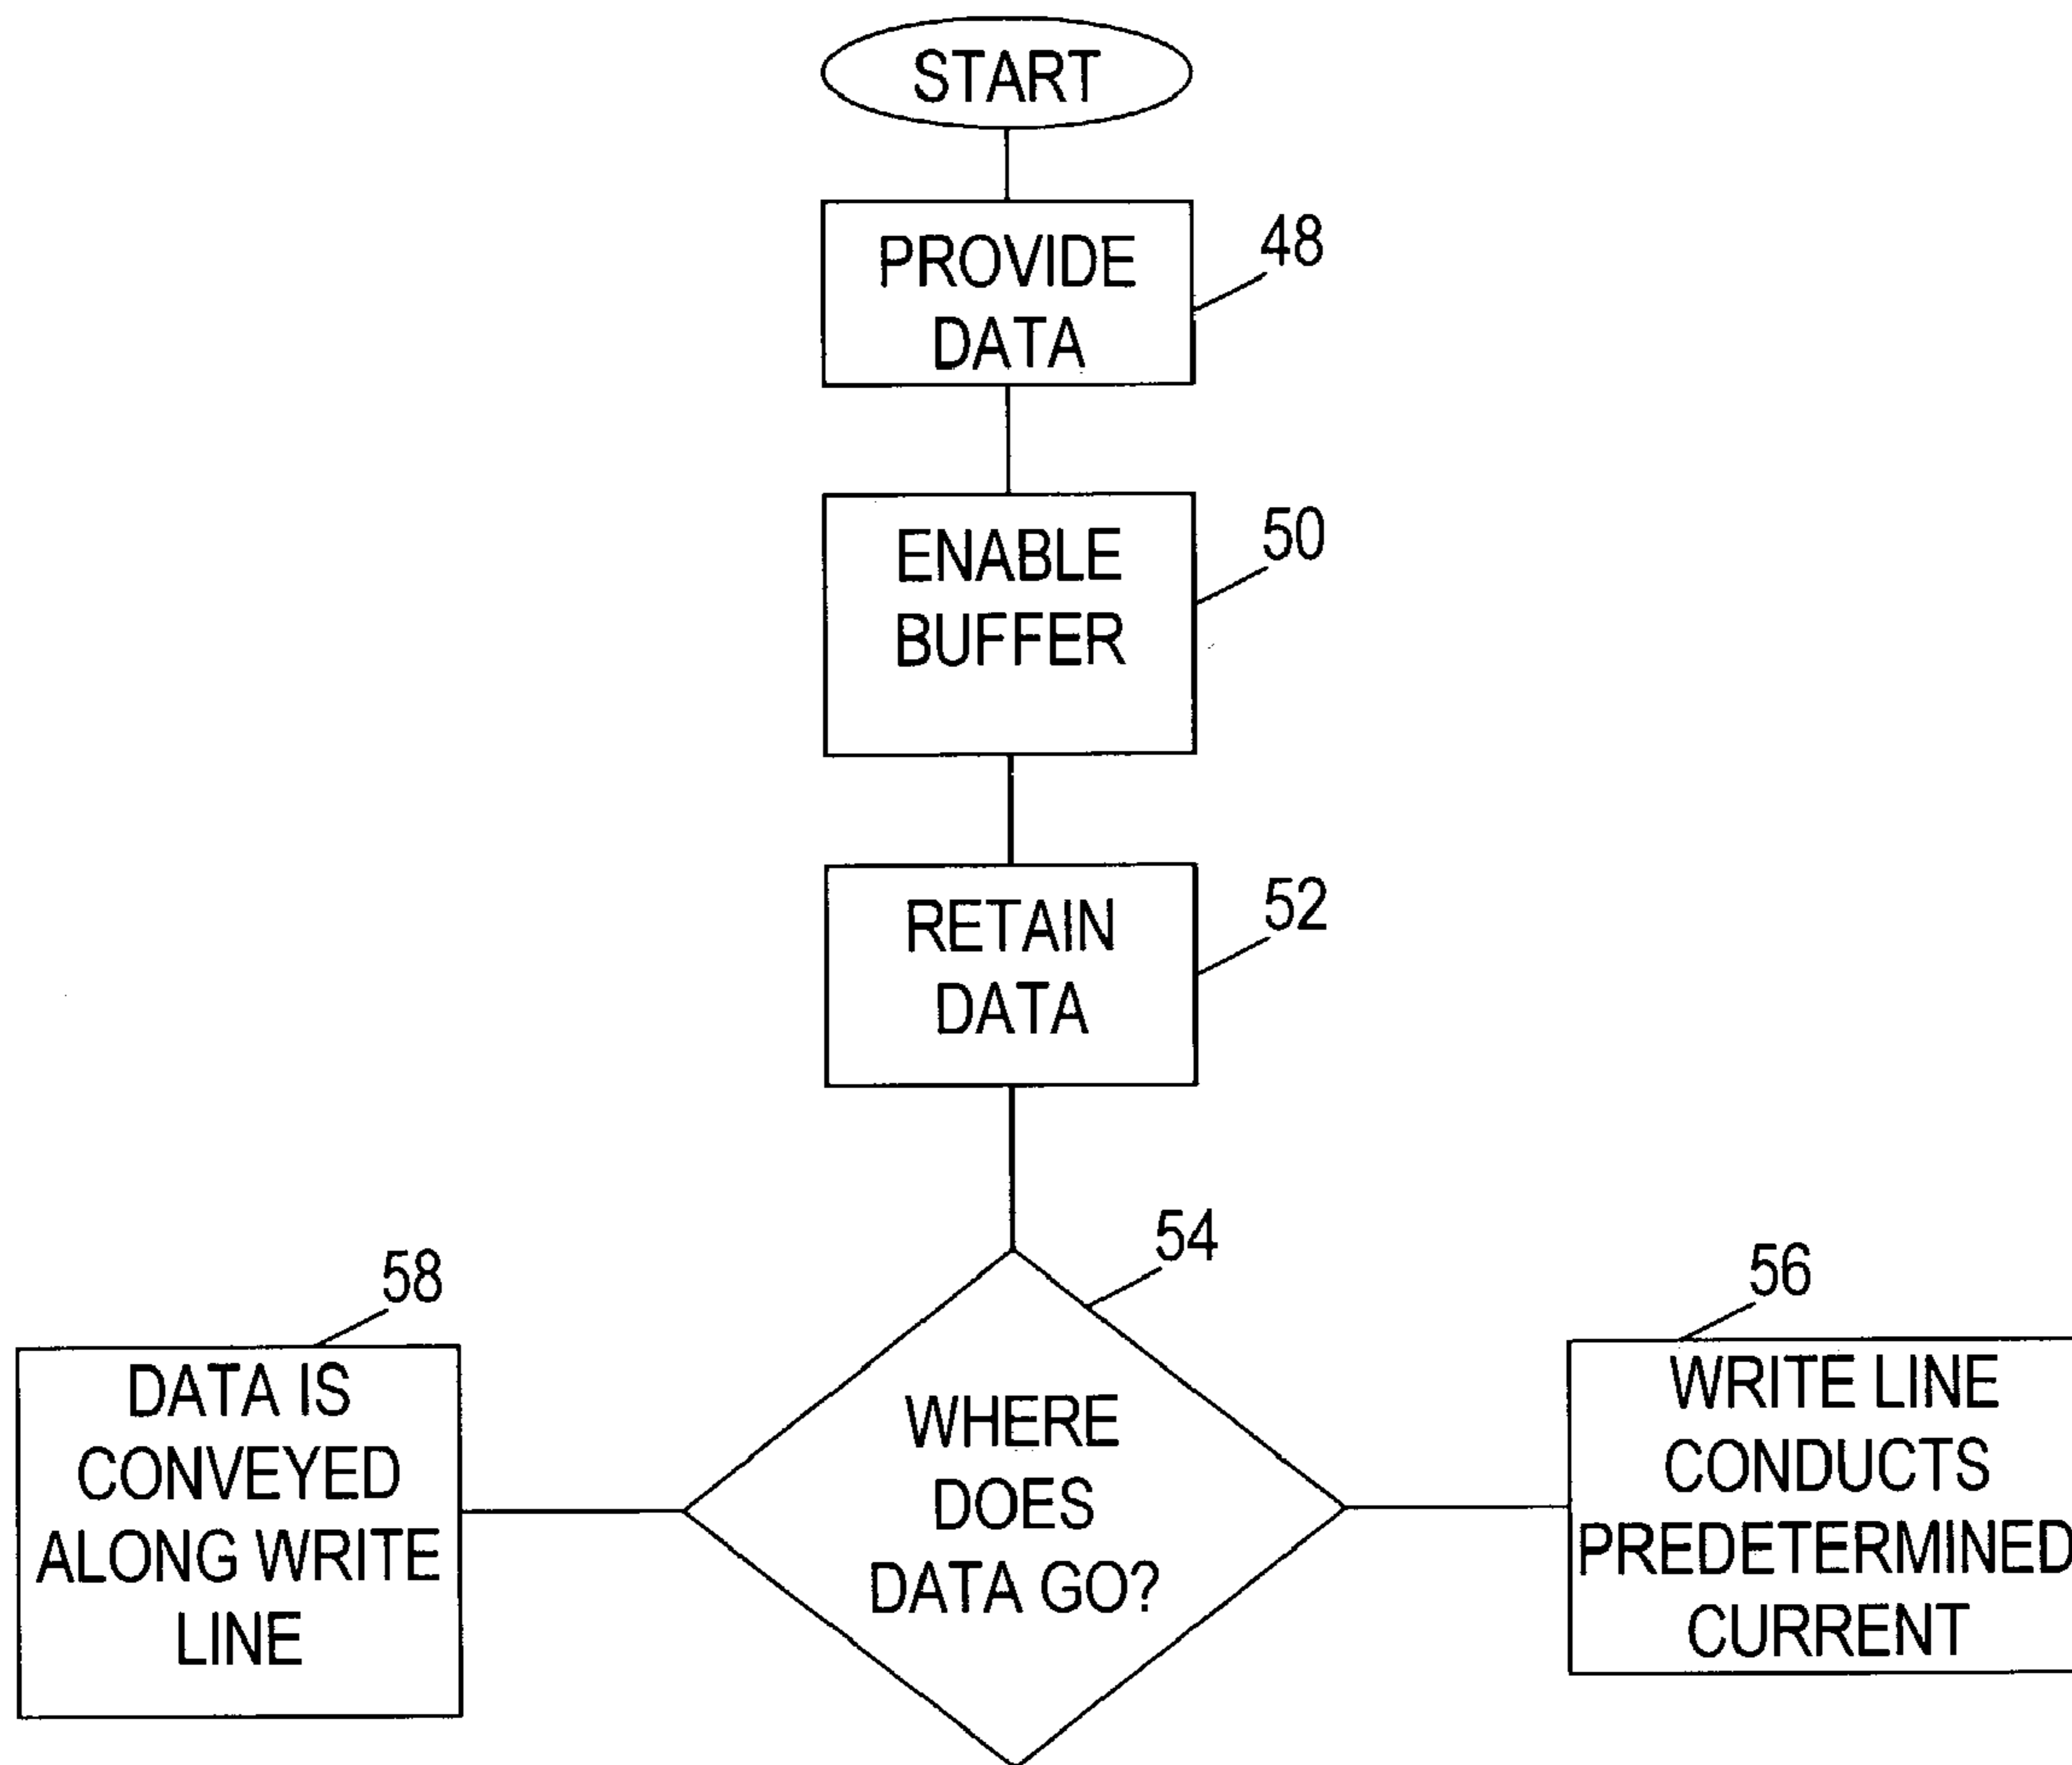 START
PROVIDE
DATA
48
ENABLE
BUFFER
50
RETAIN
DATA
52
WHERE
DOES
DATA GO?
54
58
DATA IS
CONVEYED
ALONG WRITE
LINE
56
WRITE LINE
CONDUCTS
PREDETERMINED
CURRENT